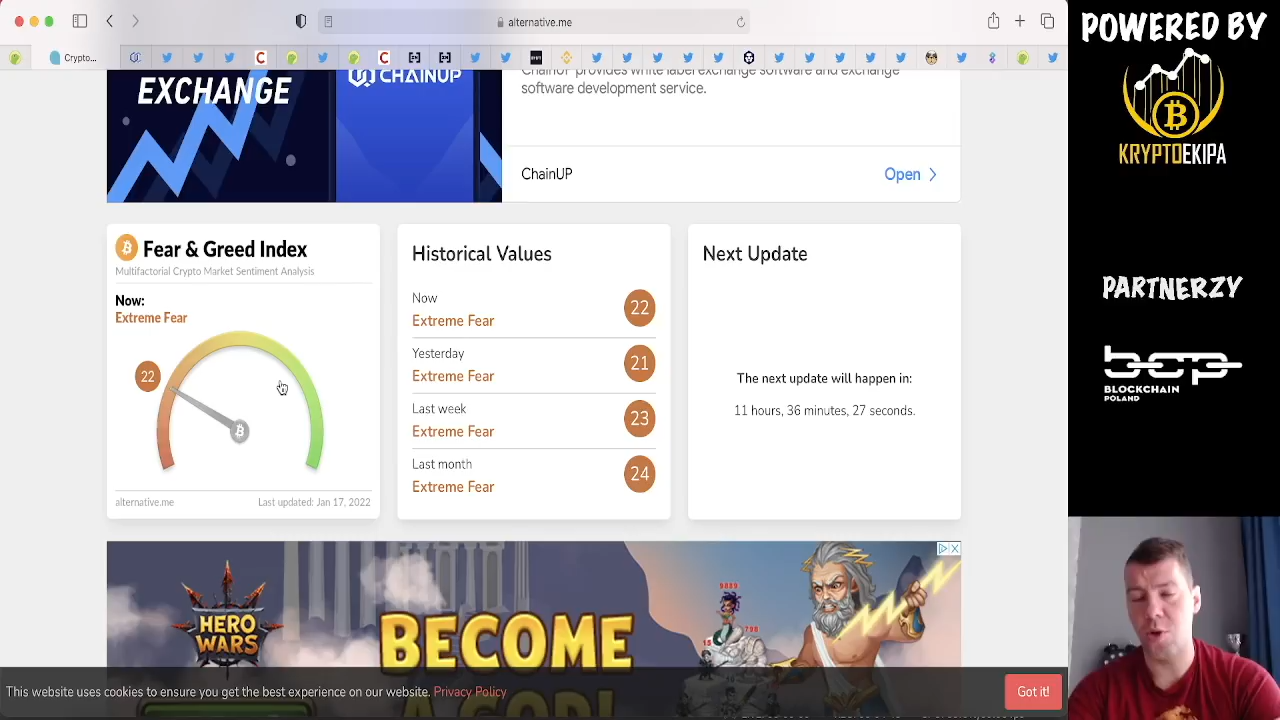 alternative.me
Crypto...
EXCHANGE
CHAINUP
ChainUP provides white label exchange software and exchange
software development service.
ChainUP
Open
Fear & Greed Index
Multifactorial Crypto Market Sentiment Analysis
Now:
Extreme Fear
22
alternative.me
Last updated: Jan 17, 2022
Historical Values
Now
Extreme Fear
22
Yesterday
Extreme Fear
21
Last week
Extreme Fear
23
Last month
Extreme Fear
24
Next Update
The next update will happen in:
11 hours, 36 minutes, 27 seconds.
HERO
WARS
BECOME
A GOD!
9889
799
This website uses cookies to ensure you get the best experience on our website. Privacy Policy
Got it!
POWERED BY
KRYPTOEKIPA
PARTNERZY
bcp
BLOCKCHAIN
POLAND